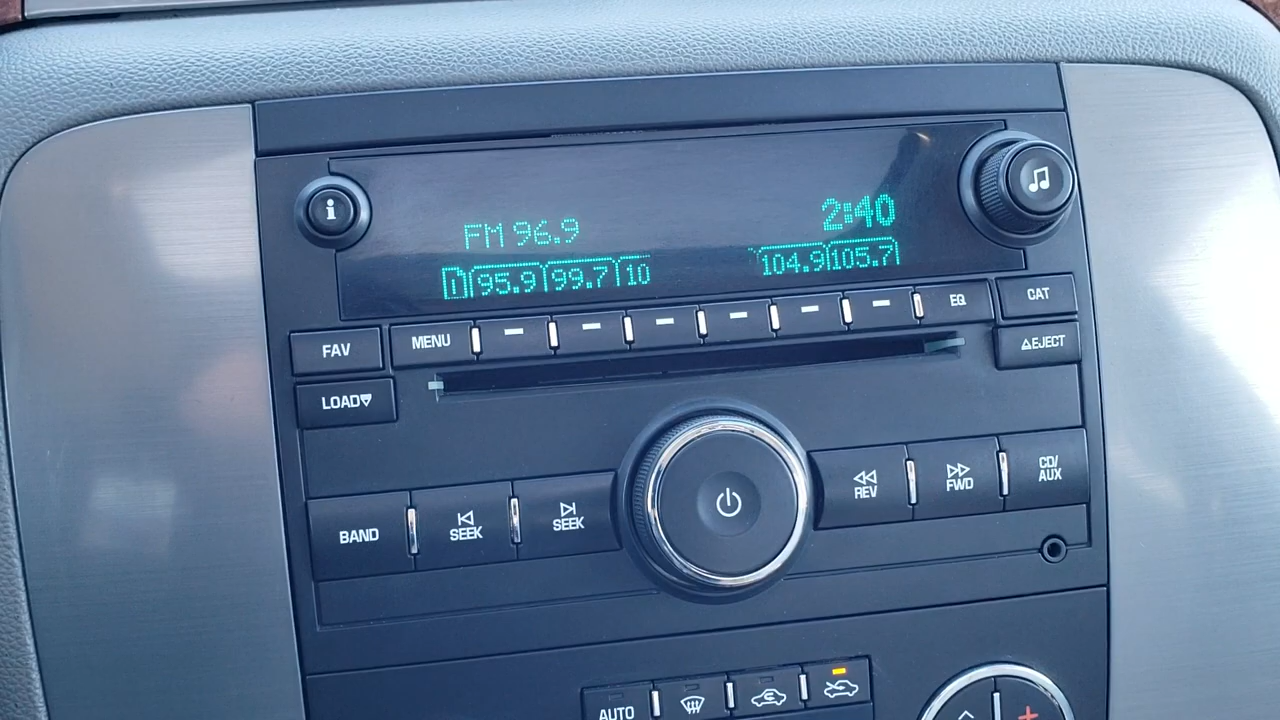 i
FM 96.9 2:40
1 95.9 99.7 10 104.9 105.7
FAV MENU EQ CAT
LOAD EJECT
BAND SEEK SEEK REV FWD CD/AUX
AUTO